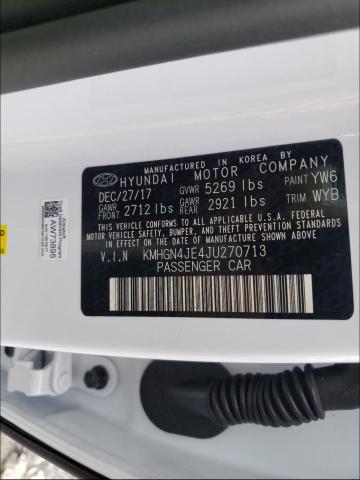 MANUFACTURED IN KOREA BY
HYUNDAI MOTOR COMPANY
DEC/27/17 GVWR 5269 lbs PAINT YW6
GAWR FRONT 2712 lbs GAWR REAR 2921 lbs TRIM WYB
THIS VEHICLE CONFORMS TO ALL APPLICABLE U.S.
FEDERAL MOTOR VEHICLE SAFETY, BUMPER, AND
THEFT PREVENTION STANDARDS IN EFFECT ON THE
DATE OF MANUFACTURE SHOWN ABOVE.
V.I.N KMHGN4JE4JU270713
PASSENGER CAR
AW73895